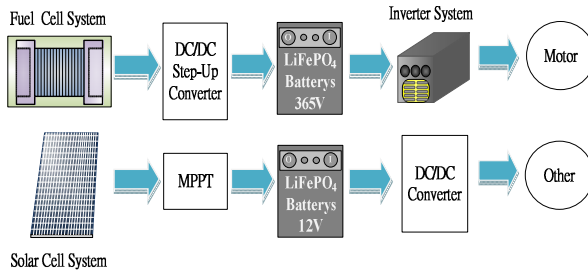 Fuel Cell System
DC/DC
Step-Up
Converter
LiFePO₄
Batterys
365V
Inverter System
Motor
Solar Cell System
MPPT
LiFePO₄
Batterys
12V
DC/DC
Converter
Other